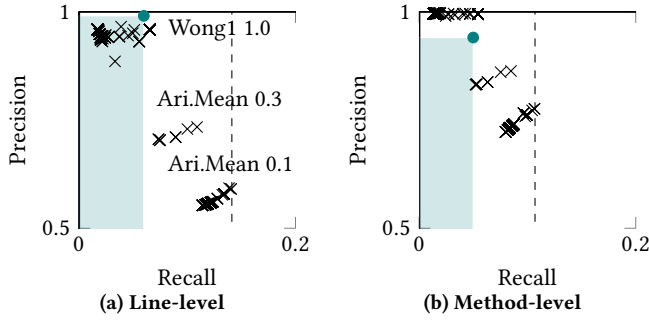 1
Wong1 1.0
Ari.Mean 0.3
Ari.Mean 0.1
Precision
0.5
0
0.2
Recall
(a) Line-level
1
Precision
0.5
0
0.2
Recall
(b) Method-level